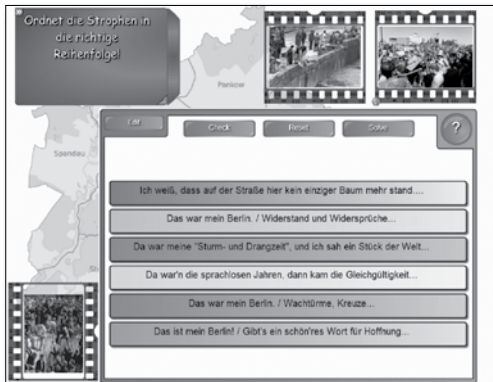 Ordnet die Strophen in
die richtige
Reihenfolge!
Pankow
Spandau
Edit
Check
Reset
Solve
?
Ich weiß, dass auf der Straße hier kein einziger Baum mehr stand....
Das war mein Berlin. / Widerstand und Widersprüche...
Da war meine "Sturm- und Drangzeit", und ich sah ein Stück der Welt...
Da war'n die sprachlosen Jahren, dann kam die Gleichgültigkeit...
Das war mein Berlin. / Wachtürme, Kreuze...
Das ist mein Berlin! / Gibt's ein schön'res Wort für Hoffnung...